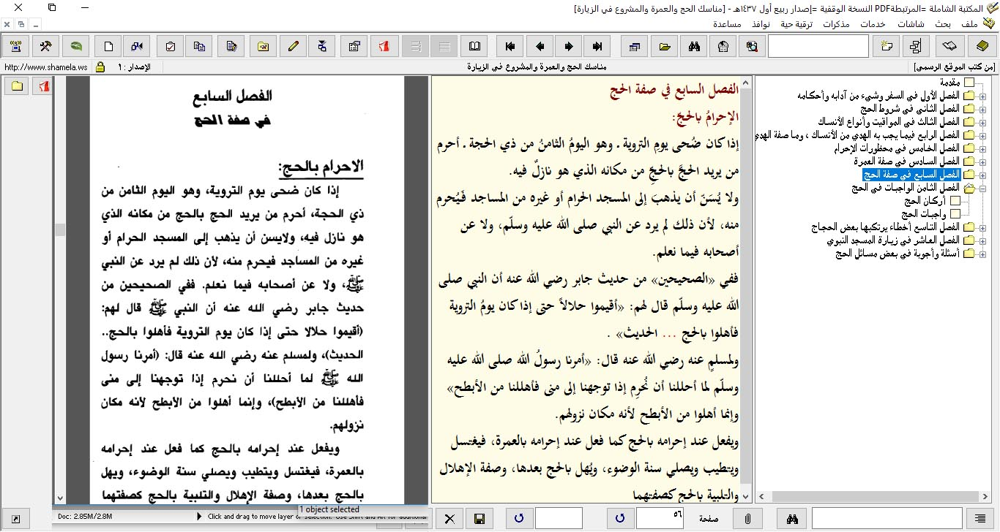 المكتبة الشاملة =المرتبطةPDF النسخة الوقفية =إصدار ربيع أول ١٤٣٧هـ - [مناسك الحج والعمرة والمشروع في الزيارة]
ملف بحث شاشات خدمات مذكرات ترقية حية نوافذ مساعدة
[من كتب الموقع الرسمي]
مناسك الحج والعمرة والمشروع في الزيارة
الإصدار : ١
http://www.shamela.ws
مقدمة
الفصل الأول في السفر وشيء من آدابه وأحكامه
الفصل الثاني في شروط الحج
الفصل الثالث في المواقيت وأنواع الأنساك
الفصل الرابع فيما يجب به الهدي من الأنساك ، وما صفة الهدي
الفصل الخامس في محظورات الإحرام
الفصل السادس في صفة العمرة
الفصل السابع في صفة الحج
الفصل الثامن الواجبات في الحج
أركان الحج
واجبات الحج
الفصل التاسع أخطاء يرتكبها بعض الحجاج
الفصل العاشر في زيارة المسجد النبوي
أسئلة وأجوبة في بعض مسائل الحج
الفصل السابع في صفة الحج
الإحرامُ بالحجّ:
إذا كان ضُحى يومِ التروية ـ وهو اليومُ الثامنُ من ذي الحجة ـ أحرم
من يريد الحجَّ بالحجِّ من مكانه الذي هو نازلٌ فيه.
ولا يُسَنّ أن يذهبَ إلى المسجد الحرام أو غيره من المساجد فَيُحرم
منه، لأن ذلك لم يرد عن النبي صلى الله عليه وسلّم، ولا عن
أصحابه فيما نعلم.
ففي «الصحيحين» من حديث جابر رضي الله عنه أن النبي صلى
الله عليه وسلّم قال لهم: «أقيموا حلالاً حتى إذا كان يومُ التروية
فأهلوا بالحج ... الحديث» .
ولمسلمٍ عنه رضي الله عنه قال: «أمرنا رسولُ الله صلى الله عليه
وسلّم لما أحللنا أن نُحرِم إذا توجهنا إلى منى فأهللنا من الأبطح»
وإنما أهلوا من الأبطح لأنه مكان نزولهم.
ويفعل عند إحرامه بالحج كما فعل عند إحرامه بالعمرة، فيغتسل
ويتطيب ويصلي سنة الوضوء، ويُهل بالحج بعدها، وصفة الإهلال
والتلبية بالحج كصفتهما
الفصل السابع
في صفة الحج
الاحرام بالحج:
إذا كان ضحى يوم التروية، وهو اليوم الثامن من
ذي الحجة، أحرم من يريد الحج بالحج من مكانه الذي
هو نازل فيه، ولايسن أن يذهب إلى المسجد الحرام أو
غيره من المساجد فيحرم منه، لأن ذلك لم يرد عن النبي
ﷺ، ولا عن أصحابه فيما نعلم. ففي الصحيحين من
حديث جابر رضي الله عنه أن النبي ﷺ قال لهم:
(أقيموا حلالا حتى إذا كان يوم التروية فأهلوا بالحج..
الحديث)، ولمسلم عنه رضي الله عنه قال: (أمرنا رسول
الله ﷺ لما أحللنا أن نحرم إذا توجهنا إلى منى
فأهللنا من الأبطح)، وإنما أهلوا من الأبطح لأنه مكان
نزولهم.
ويفعل عند إحرامه بالحج كما فعل عند إحرامه
بالعمرة، فيغتسل ويتطيب ويصلي سنة الوضوء، ويهل
بالحج بعدها، وصفة الإهلال والتلبية بالحج كصفتهما
1 object selected
صفحة ٥٦
Doc: 2.85M/2.8M
Click and drag to move layer or selection. Use Shift and Alt for additional